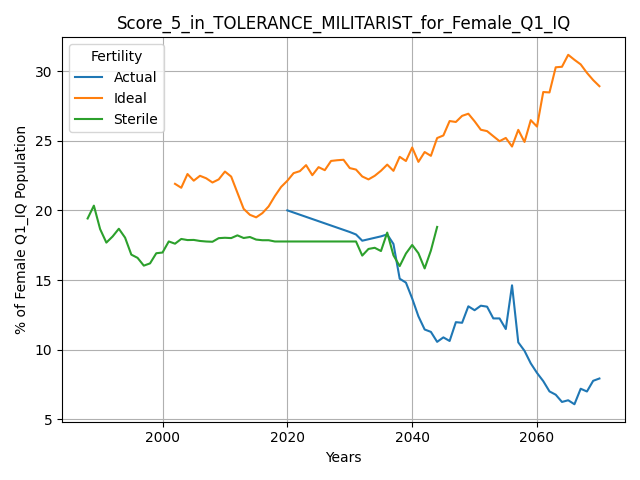 Score_5_in_TOLERANCE_MILITARIST_for_Female_Q1_IQ
Fertility
Actual
Ideal
Sterile
30
25
20
15
10
5
% of Female Q1_IQ Population
2000
2020
2040
2060
Years